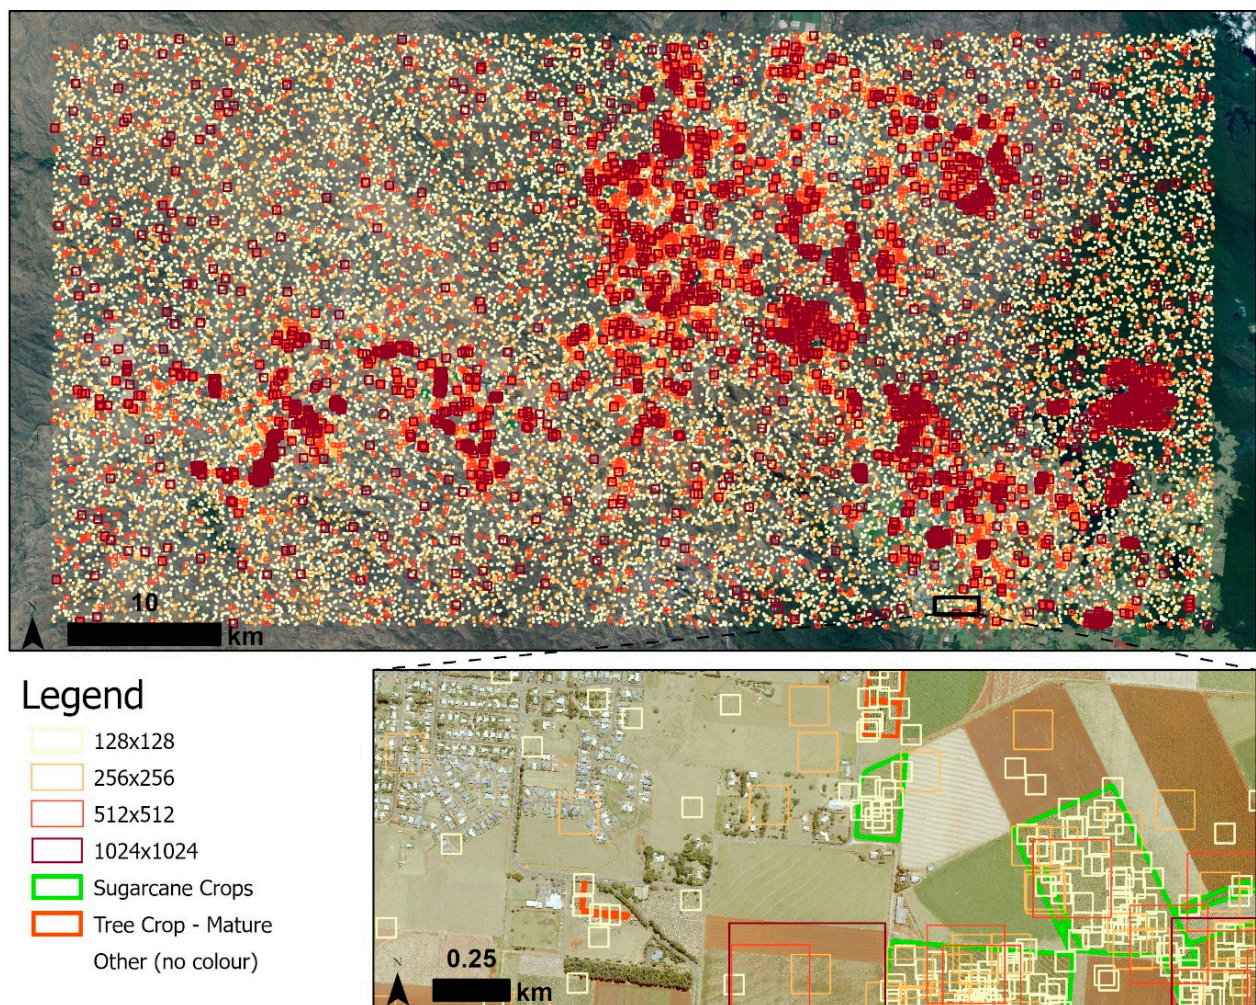 N
10
km
Legend
128x128
256x256
512x512
1024x1024
Sugarcane Crops
Tree Crop - Mature
Other (no colour)
N
0.25
km